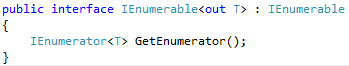 public interface IEnumerable<out T> : IEnumerable
{
    IEnumerator<T> GetEnumerator();
}